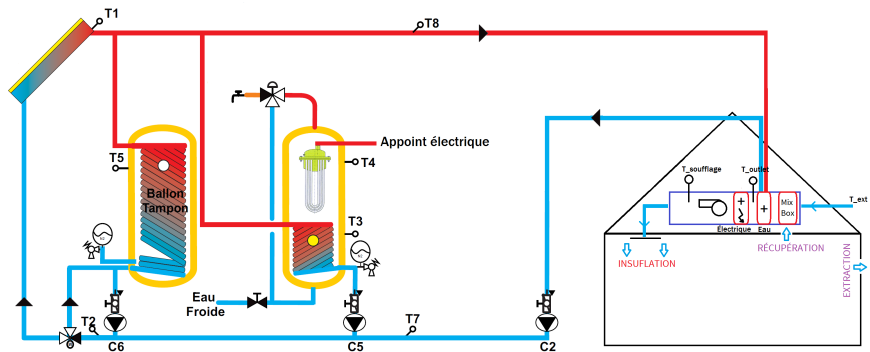 T1
T8
Appoint électrique
T5
T4
Ballon
Tampon
T3
T_soufflage
T_outlet
T_ext
Mix
Box
Électrique
Eau
RÉCUPÉRATION
INSUFLATION
EXTRACTION
Eau
Froide
T2
T7
C6
C5
C2